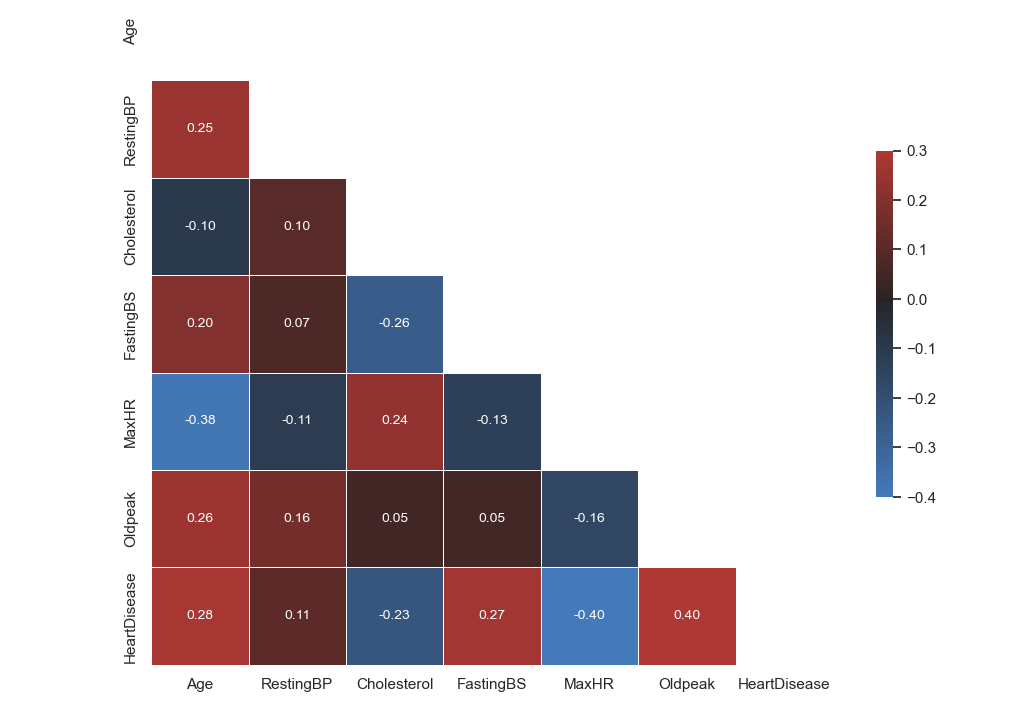 Age
RestingBP
0.25
Cholesterol
-0.10 0.10
FastingBS
0.20 0.07 -0.26
MaxHR
-0.38 -0.11 0.24 -0.13
Oldpeak
0.26 0.16 0.05 0.05 -0.16
HeartDisease
0.28 0.11 -0.23 0.27 -0.40 0.40
Age RestingBP Cholesterol FastingBS MaxHR Oldpeak HeartDisease
0.3
0.2
0.1
0.0
−0.1
−0.2
−0.3
−0.4